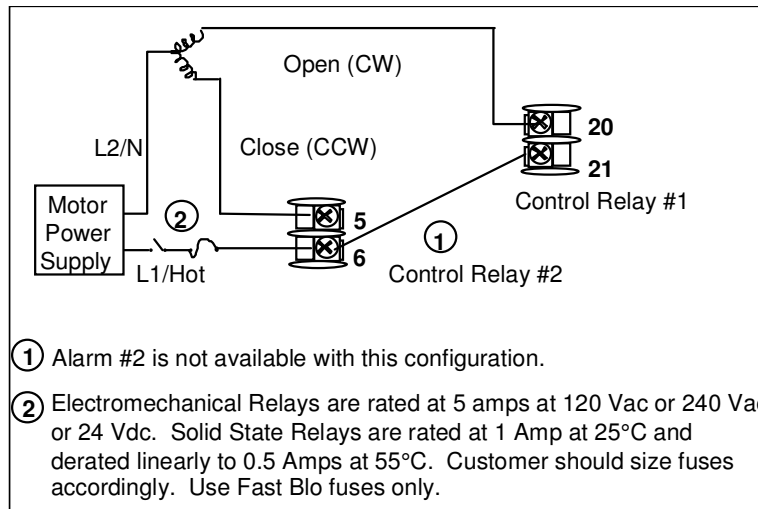 Open (CW)
20
L2/N
Close (CCW)
21
Control Relay #1
Motor
Power
Supply
2
5
6
1
L1/Hot
Control Relay #2
1 Alarm #2 is not available with this configuration.
2 Electromechanical Relays are rated at 5 amps at 120 Vac or 240 Va
or 24 Vdc. Solid State Relays are rated at 1 Amp at 25°C and
derated linearly to 0.5 Amps at 55°C. Customer should size fuses
accordingly. Use Fast Blo fuses only.